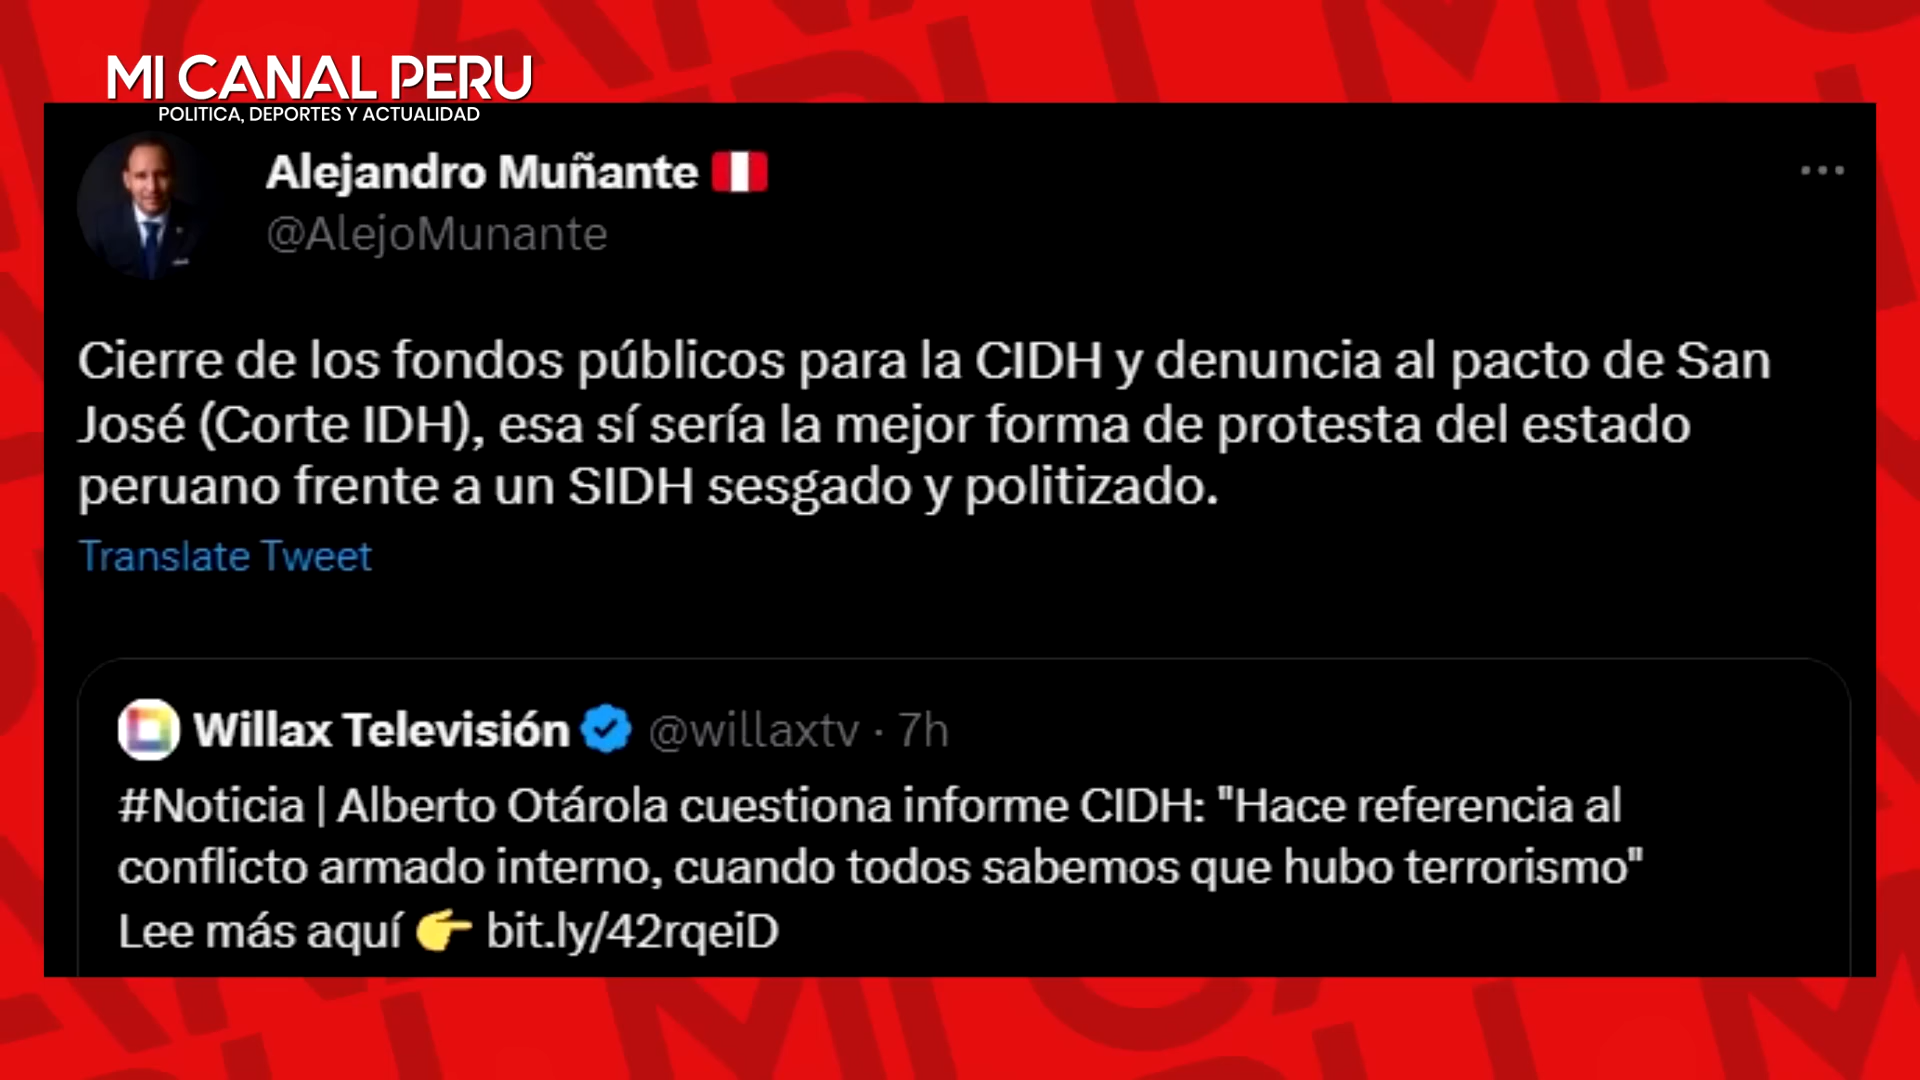 MI CANAL PERU
POLITICA, DEPORTES Y ACTUALIDAD
Alejandro Muñante 🇵🇪
@AlejoMunante
Cierre de los fondos públicos para la CIDH y denuncia al pacto de San
José (Corte IDH), esa sí sería la mejor forma de protesta del estado
peruano frente a un SIDH sesgado y politizado.
Translate Tweet
Willax Televisión @willaxtv · 7h
#Noticia | Alberto Otárola cuestiona informe CIDH: "Hace referencia al
conflicto armado interno, cuando todos sabemos que hubo terrorismo"
Lee más aquí 👉 bit.ly/42rqeiD